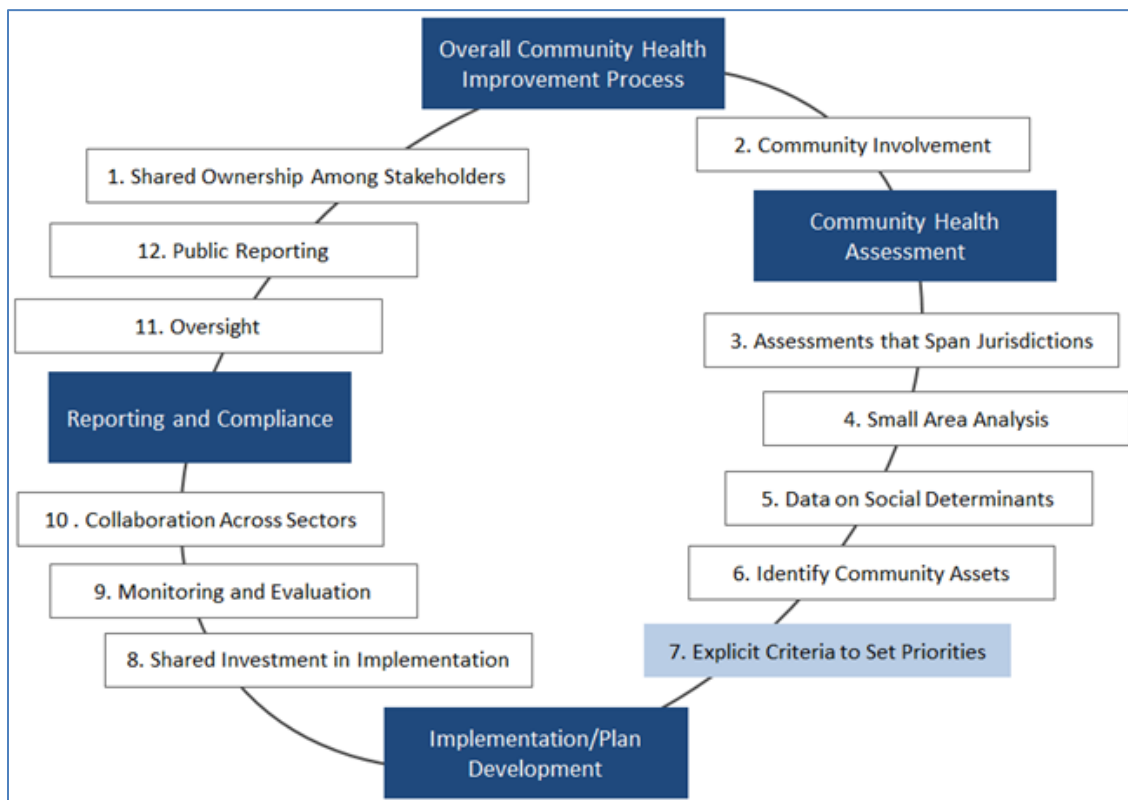 Overall Community Health
Improvement Process
2. Community Involvement
1. Shared Ownership Among Stakeholders
Community Health
Assessment
12. Public Reporting
11. Oversight
3. Assessments that Span Jurisdictions
Reporting and Compliance
4. Small Area Analysis
5. Data on Social Determinants
10 . Collaboration Across Sectors
6. Identify Community Assets
9. Monitoring and Evaluation
7. Explicit Criteria to Set Priorities
8. Shared Investment in Implementation
Implementation/Plan
Development